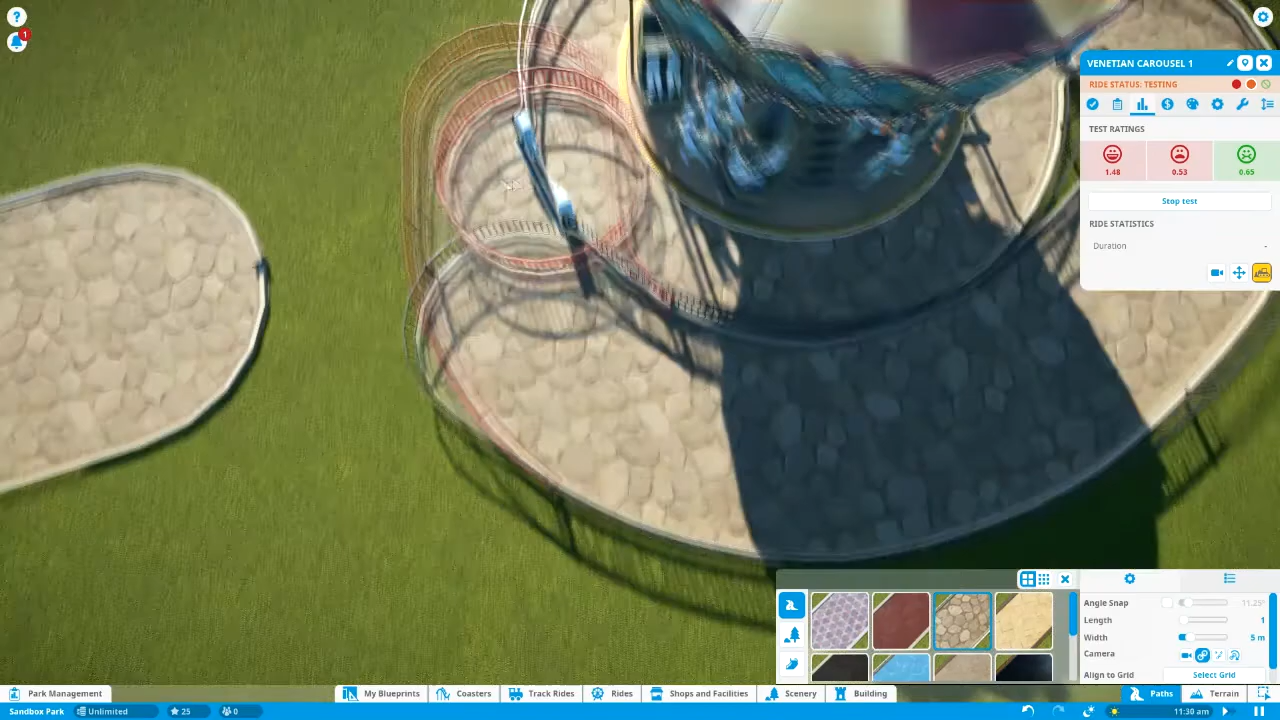 ?
1
VENETIAN CAROUSEL 1
RIDE STATUS: TESTING
TEST RATINGS
1.48 0.53 0.65
Stop test
RIDE STATISTICS
Duration -
Angle Snap 11.25°
Length 1
Width 5 m
Camera
Align to Grid Select Grid
Park Management My Blueprints Coasters Track Rides Rides Shops and Facilities Scenery Building Paths Terrain
Sandbox Park Unlimited 25 0 11:30 am